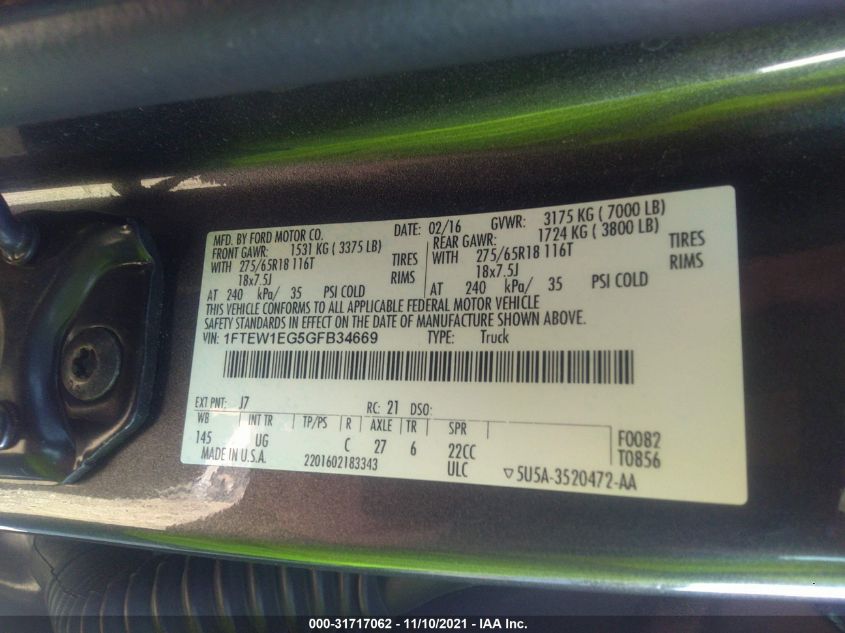 MFD. BY FORD MOTOR CO. DATE: 02/16 GVWR: 3175 KG ( 7000 LB)
FRONT GAWR: 1531 KG ( 3375 LB) REAR GAWR: 1724 KG ( 3800 LB)
WITH 275/65R18 116T TIRES WITH 275/65R18 116T TIRES
18x7.5J RIMS 18x7.5J RIMS
AT 240 kPa/ 35 PSI COLD AT 240 kPa/ 35 PSI COLD
THIS VEHICLE CONFORMS TO ALL APPLICABLE FEDERAL MOTOR VEHICLE
SAFETY STANDARDS IN EFFECT ON THE DATE OF MANUFACTURE SHOWN ABOVE.
VIN: 1FTEW1EG5GFB34669 TYPE: Truck
EXT PNT: J7 RC: 21 DSO:
WB INT TR TP/PS R AXLE TR SPR
145 UG C 27 6 22CC F0082
MADE IN U.S.A. 2201602183343 ULC T0856
▽5U5A-3520472-AA
000-31717062 — 11/10/2021 — IAA Inc.